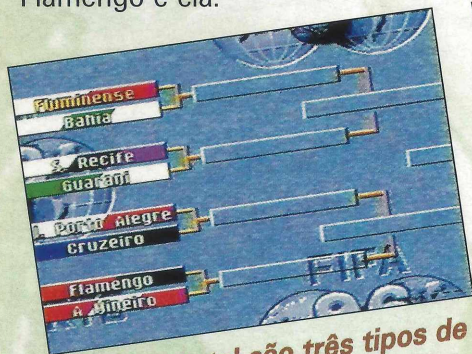 Flamengo e cia.
Fluminense
Bahia
S. Recife
Guarani
I. Porto Alegre
Cruzeiro
Flamengo
A Mineiro
FIFA
são três tipos de